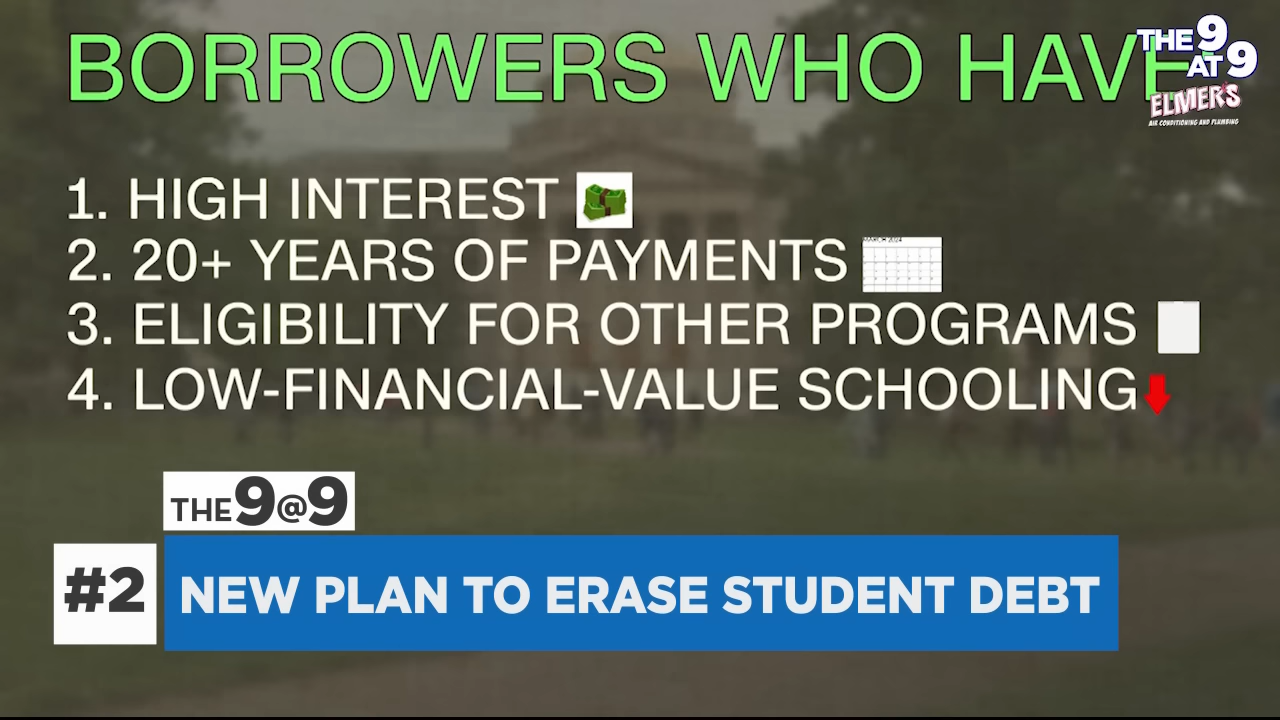 BORROWERS WHO HAVE
THE 9
AT 9
ELMER'S
AIR CONDITIONING AND PLUMBING
1. HIGH INTEREST
2. 20+ YEARS OF PAYMENTS
MARCH 2024
3. ELIGIBILITY FOR OTHER PROGRAMS
4. LOW-FINANCIAL-VALUE SCHOOLING
THE 9@9
#2 NEW PLAN TO ERASE STUDENT DEBT